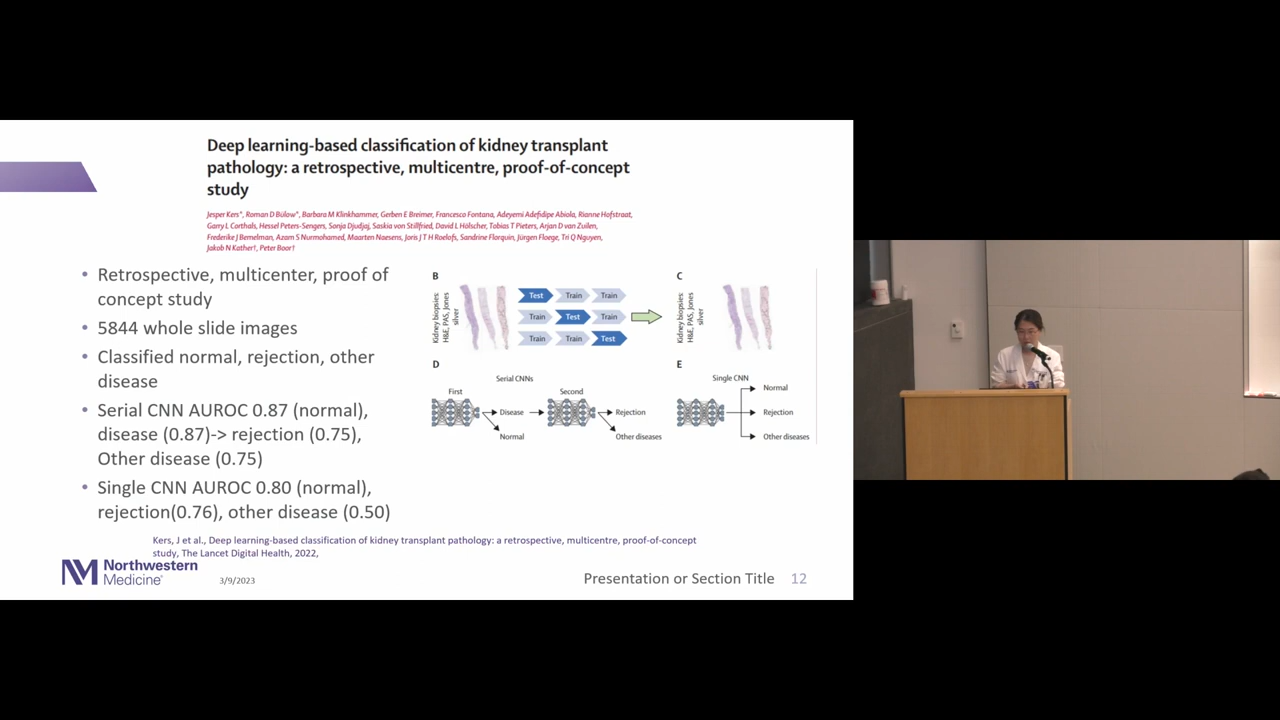 Deep learning-based classification of kidney transplant
pathology: a retrospective, multicentre, proof-of-concept
study
Jesper Kers*, Roman D Bülow*, Barbara M Klinkhammer, Gerben E Breimer, Francesco Fontana, Adeyemi Adefidipe Abiola, Rianne Hofstraat,
Garry L Corthals, Hessel Peters-Sengers, Sonja Djudjaj, Saskia von Stillfried, David L Hölscher, Tobias T Pieters, Arjan D van Zuilen,
Frederike J Bemelman, Azam S Nurmohamed, Maarten Naesens, Joris J T H Roelofs, Sandrine Florquin, Jürgen Floege, Tri Q Nguyen,
Jakob N Kather†, Peter Boor†
• Retrospective, multicenter, proof of
concept study
• 5844 whole slide images
• Classified normal, rejection, other
disease
• Serial CNN AUROC 0.87 (normal),
disease (0.87)-> rejection (0.75),
Other disease (0.75)
• Single CNN AUROC 0.80 (normal),
rejection(0.76), other disease (0.50)
B
Kidney biopsies:
H&E, PAS, Jones
silver
Test Train Train
Train Test Train
Train Train Test
C
Kidney biopsies:
H&E, PAS, Jones
silver
D
Serial CNNs
First Second
Disease Rejection
Normal Other diseases
E
Single CNN
Normal
Rejection
Other diseases
Kers, J et al., Deep learning-based classification of kidney transplant pathology: a retrospective, multicentre, proof-of-concept
study, The Lancet Digital Health, 2022,
Northwestern
Medicine
3/9/2023
Presentation or Section Title 12